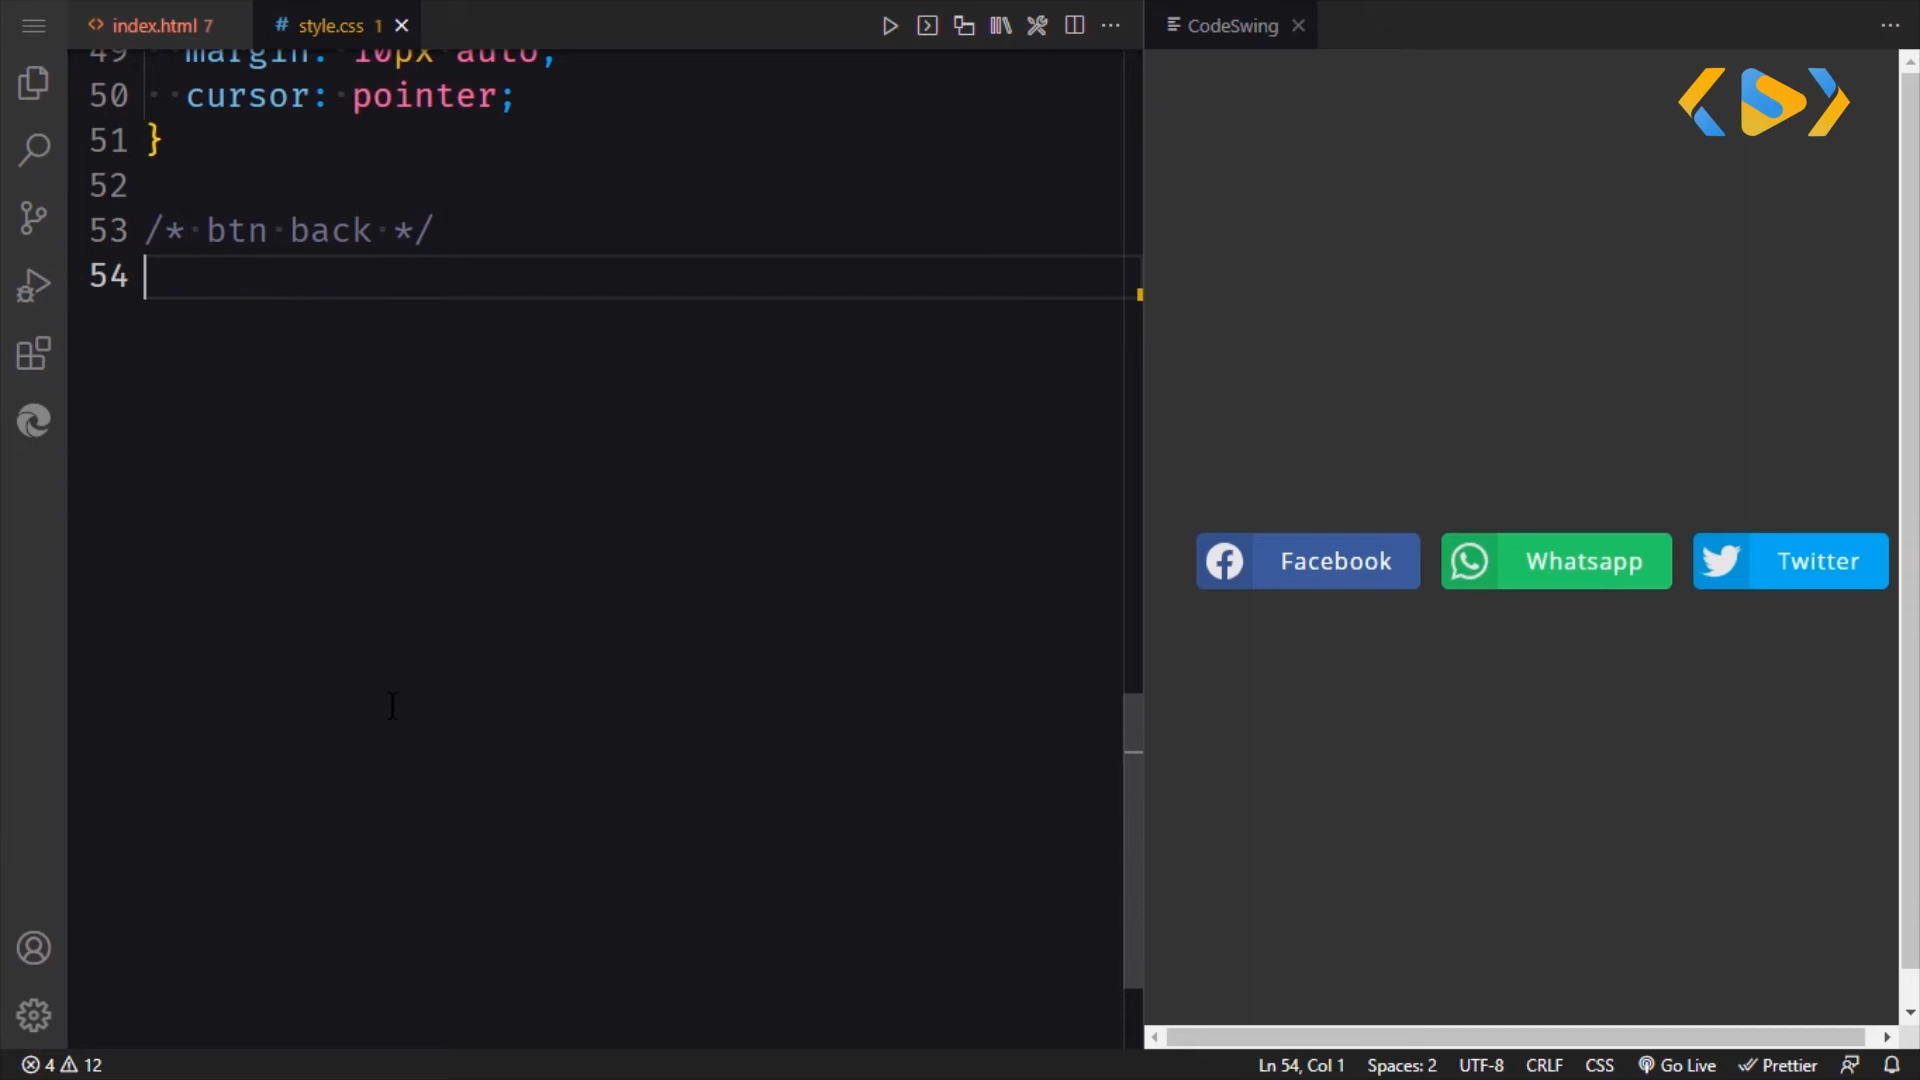 index.html 7
style.css 1
CodeSwing
49 margin: 10px auto;
50 cursor: pointer;
51 }
52
53 /* btn back */
54
Facebook
Whatsapp
Twitter
4 12
Ln 54, Col 1 Spaces: 2 UTF-8 CRLF CSS Go Live Prettier